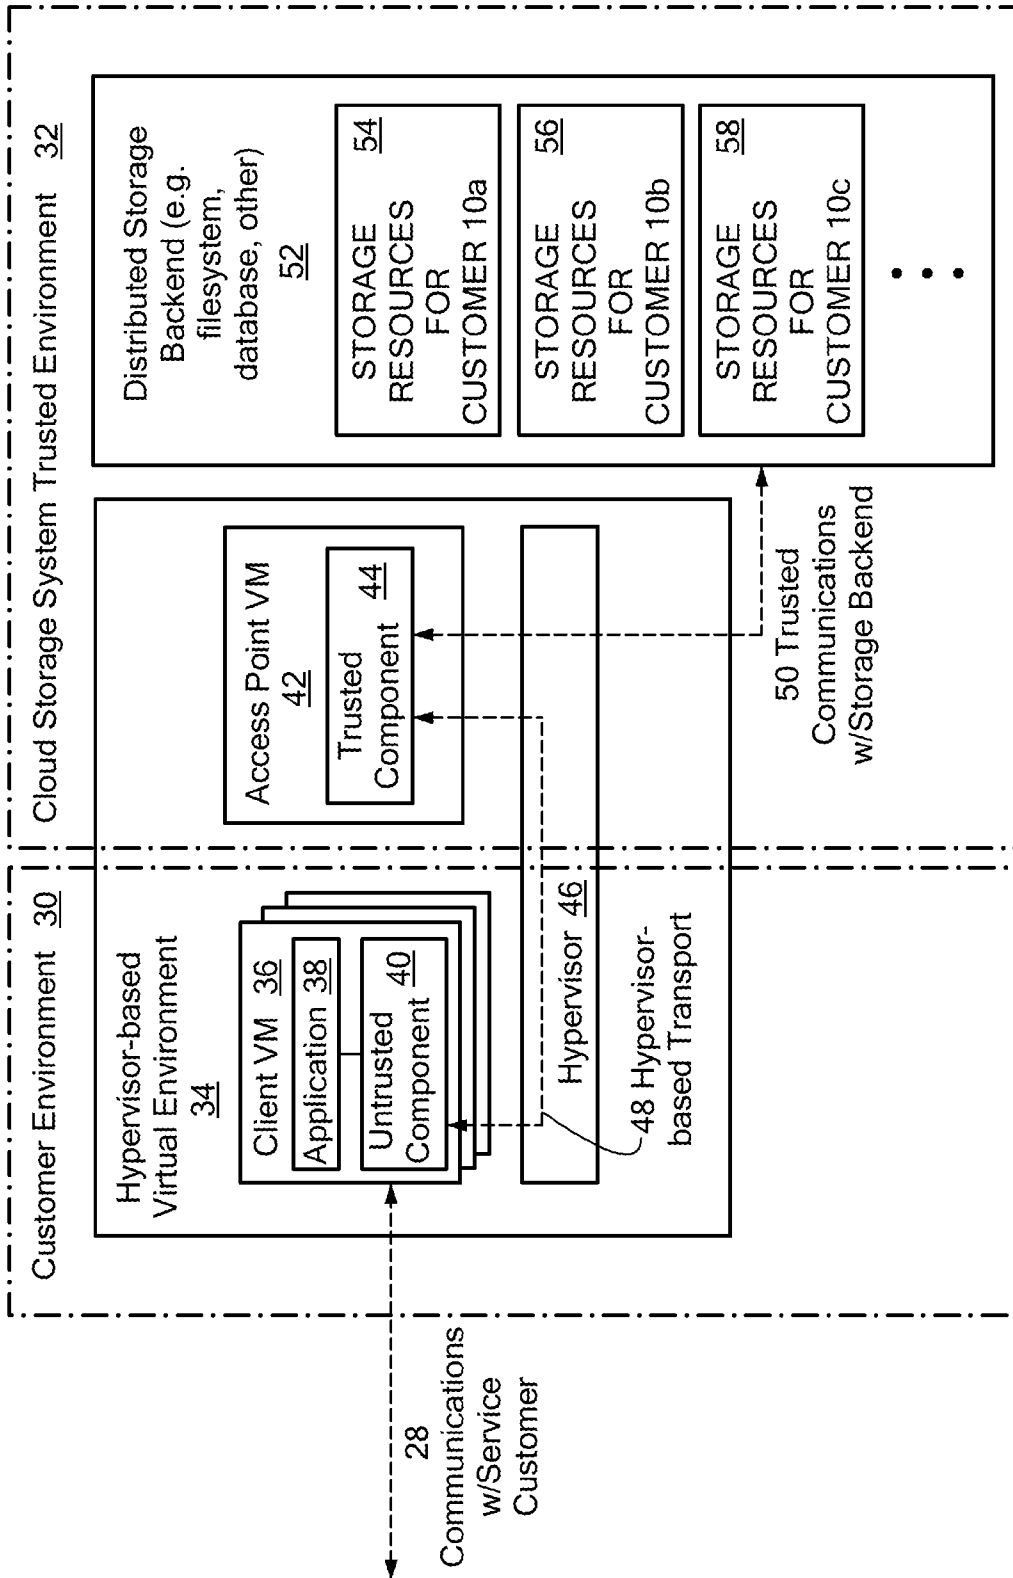 Customer Environment 30
Cloud Storage System Trusted Environment 32
Hypervisor-based
Virtual Environment
34
Client VM 36
Application 38
Untrusted
Component 40
Access Point VM
42
Trusted
Component 44
Hypervisor 46
48 Hypervisor-
based Transport
28
Communications
w/Service
Customer
50 Trusted
Communications
w/Storage Backend
Distributed Storage
Backend (e.g.
filesystem,
database, other)
52
STORAGE 54
RESOURCES
FOR
CUSTOMER 10a
STORAGE 56
RESOURCES
FOR
CUSTOMER 10b
STORAGE 58
RESOURCES
FOR
CUSTOMER 10c